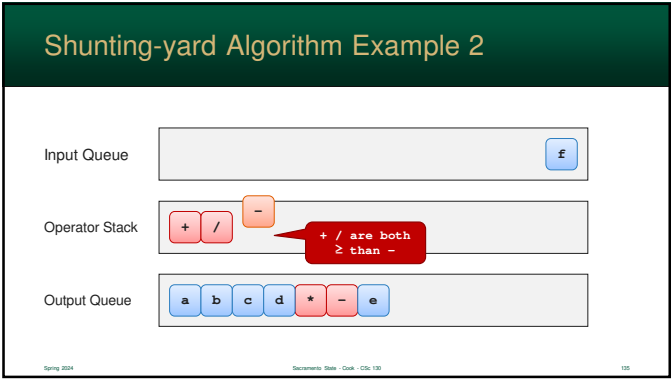 Shunting-yard Algorithm Example 2
Input Queue
f
Operator Stack
+ / -
+ / are both
≥ than -
Output Queue
a b c d * - e
Spring 2024
Sacramento State - Cook - CSc 130
135